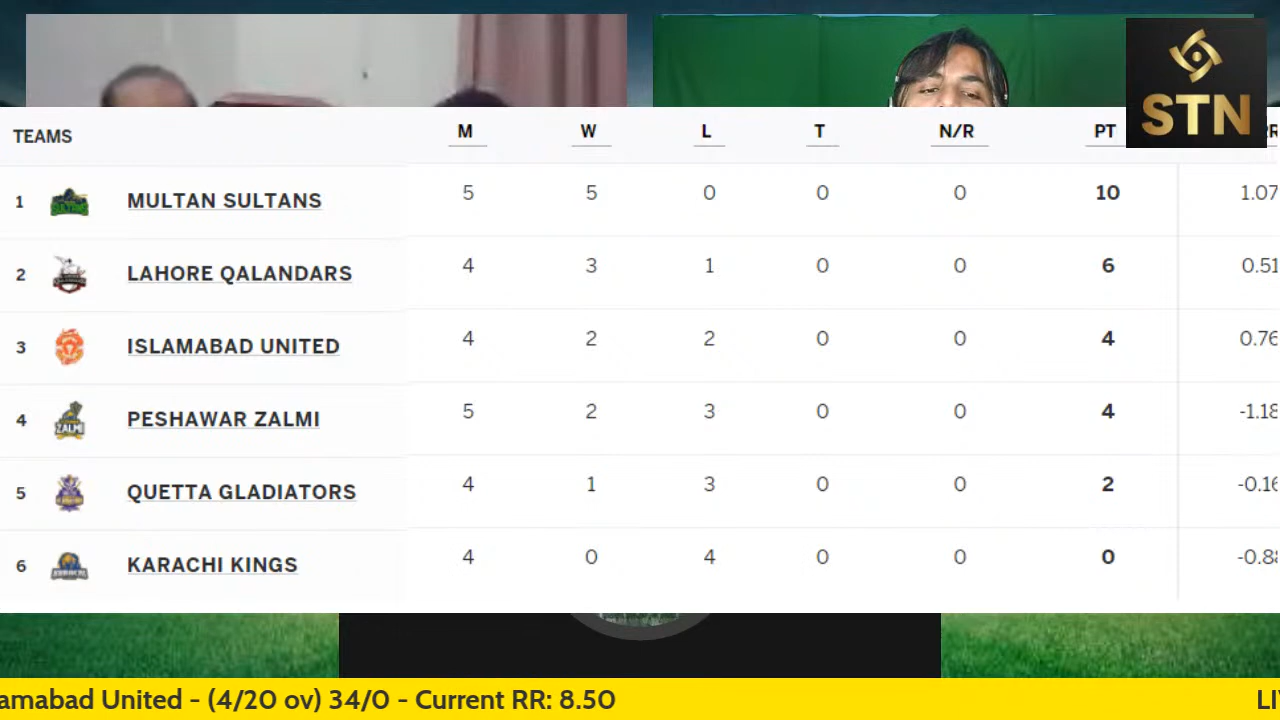 STN
TEAMS M W L T N/R PT
1 MULTAN SULTANS 5 5 0 0 0 10 1.07
2 LAHORE QALANDARS 4 3 1 0 0 6 0.51
3 ISLAMABAD UNITED 4 2 2 0 0 4 0.76
4 PESHAWAR ZALMI 5 2 3 0 0 4 -1.18
5 QUETTA GLADIATORS 4 1 3 0 0 2 -0.16
6 KARACHI KINGS 4 0 4 0 0 0 -0.88
amabad United - (4/20 ov) 34/0 - Current RR: 8.50 LI